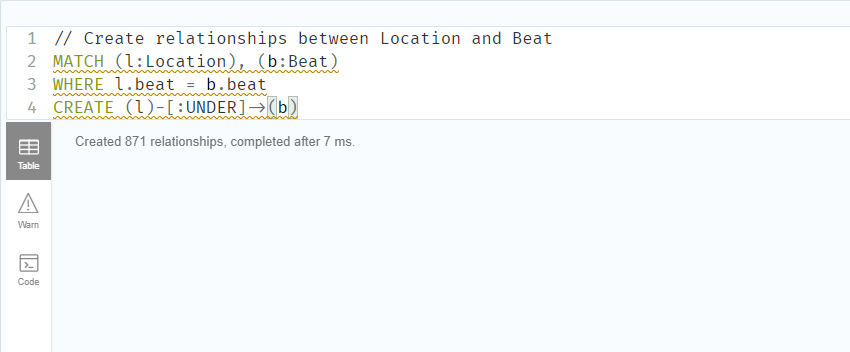 1 // Create relationships between Location and Beat
2 MATCH (l:Location), (b:Beat)
3 WHERE l.beat = b.beat
4 CREATE (l)-[:UNDER]->(b)
Table
Created 871 relationships, completed after 7 ms.
Warn
Code